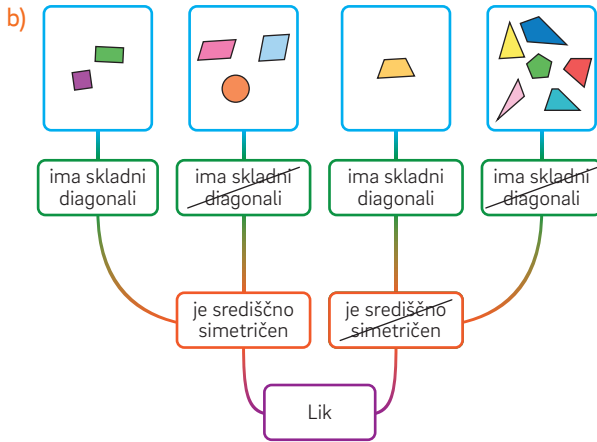 b)
ima skladni
diagonali
ima skladni
diagonali
ima skladni
diagonali
ima skladni
diagonali
je središčno
simetričen
je središčno
simetričen
Lik